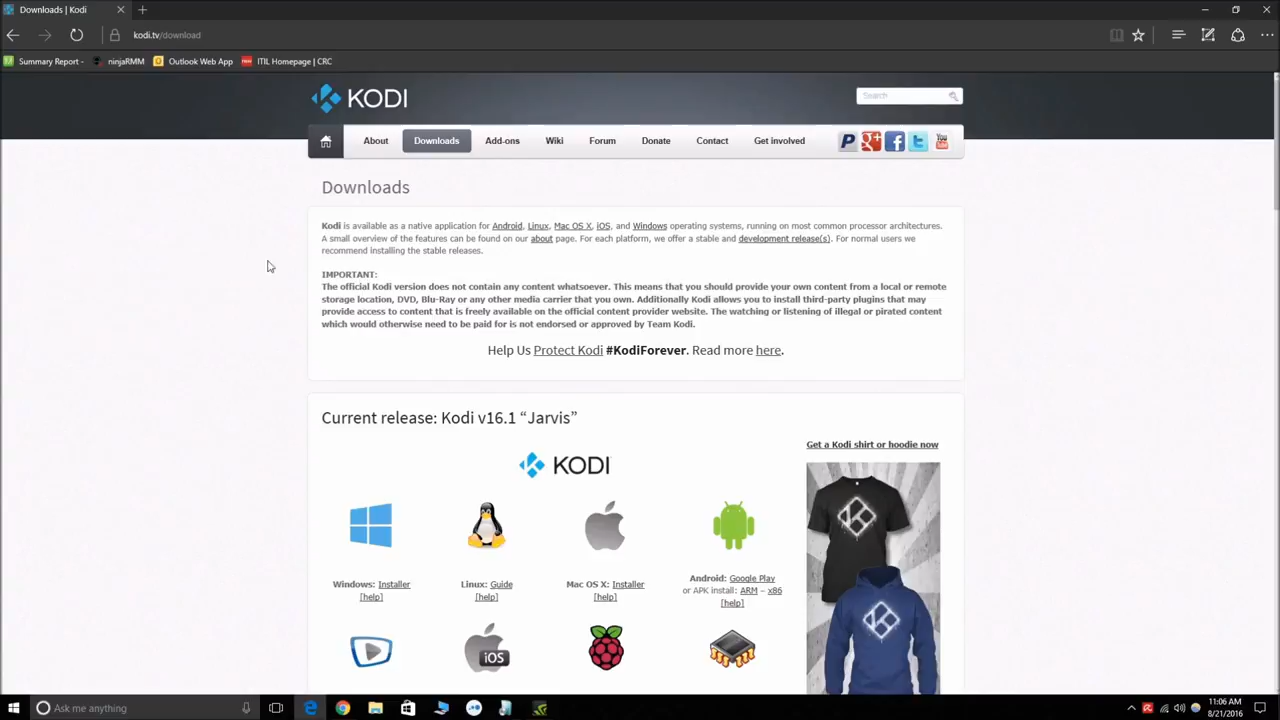 Downloads | Kodi
kodi.tv/download
Summary Report -
ninjaRMM
Outlook Web App
ITIL Homepage | CRC
KODI
Search
About
Downloads
Add-ons
Wiki
Forum
Donate
Contact
Get involved
Downloads
Kodi is available as a native application for Android, Linux, Mac OS X, iOS, and Windows operating systems, running on most common processor architectures.
A small overview of the features can be found on our about page. For each platform, we offer a stable and development release(s). For normal users we
recommend installing the stable releases.
IMPORTANT:
The official Kodi version does not contain any content whatsoever. This means that you should provide your own content from a local or remote
storage location, DVD, Blu-Ray or any other media carrier that you own. Additionally Kodi allows you to install third-party plugins that may
provide access to content that is freely available on the official content provider website. The watching or listening of illegal or pirated content
which would otherwise need to be paid for is not endorsed or approved by Team Kodi.
Help Us Protect Kodi #KodiForever. Read more here.
Current release: Kodi v16.1 “Jarvis”
Get a Kodi shirt or hoodie now
KODI
Windows: Installer
[help]
Linux: Guide
[help]
Mac OS X: Installer
[help]
Android: Google Play
or APK install: ARM – x86
[help]
iOS
Ask me anything
11:06 AM
8/21/2016